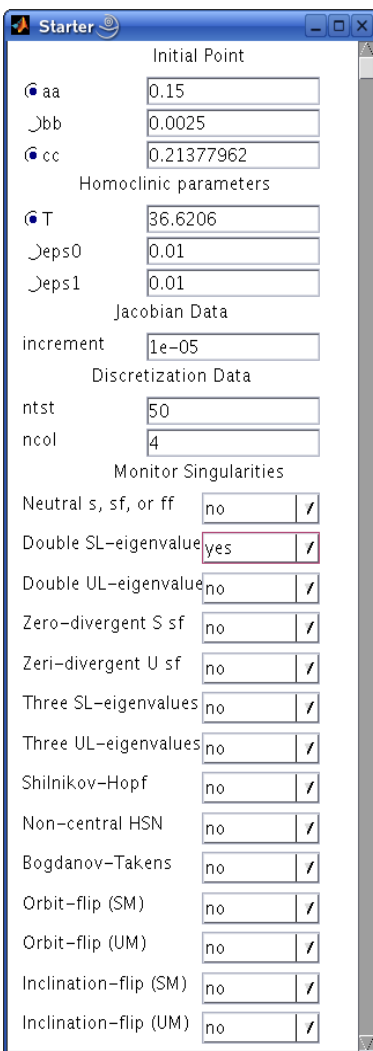 Starter
Initial Point
aa 0.15
bb 0.0025
cc 0.21377962
Homoclinic parameters
T 36.6206
eps0 0.01
eps1 0.01
Jacobian Data
increment 1e-05
Discretization Data
ntst 50
ncol 4
Monitor Singularities
Neutral s, sf, or ff no
Double SL-eigenvalue yes
Double UL-eigenvalue no
Zero-divergent S sf no
Zeri-divergent U sf no
Three SL-eigenvalues no
Three UL-eigenvalues no
Shilnikov-Hopf no
Non-central HSN no
Bogdanov-Takens no
Orbit-flip (SM) no
Orbit-flip (UM) no
Inclination-flip (SM) no
Inclination-flip (UM) no